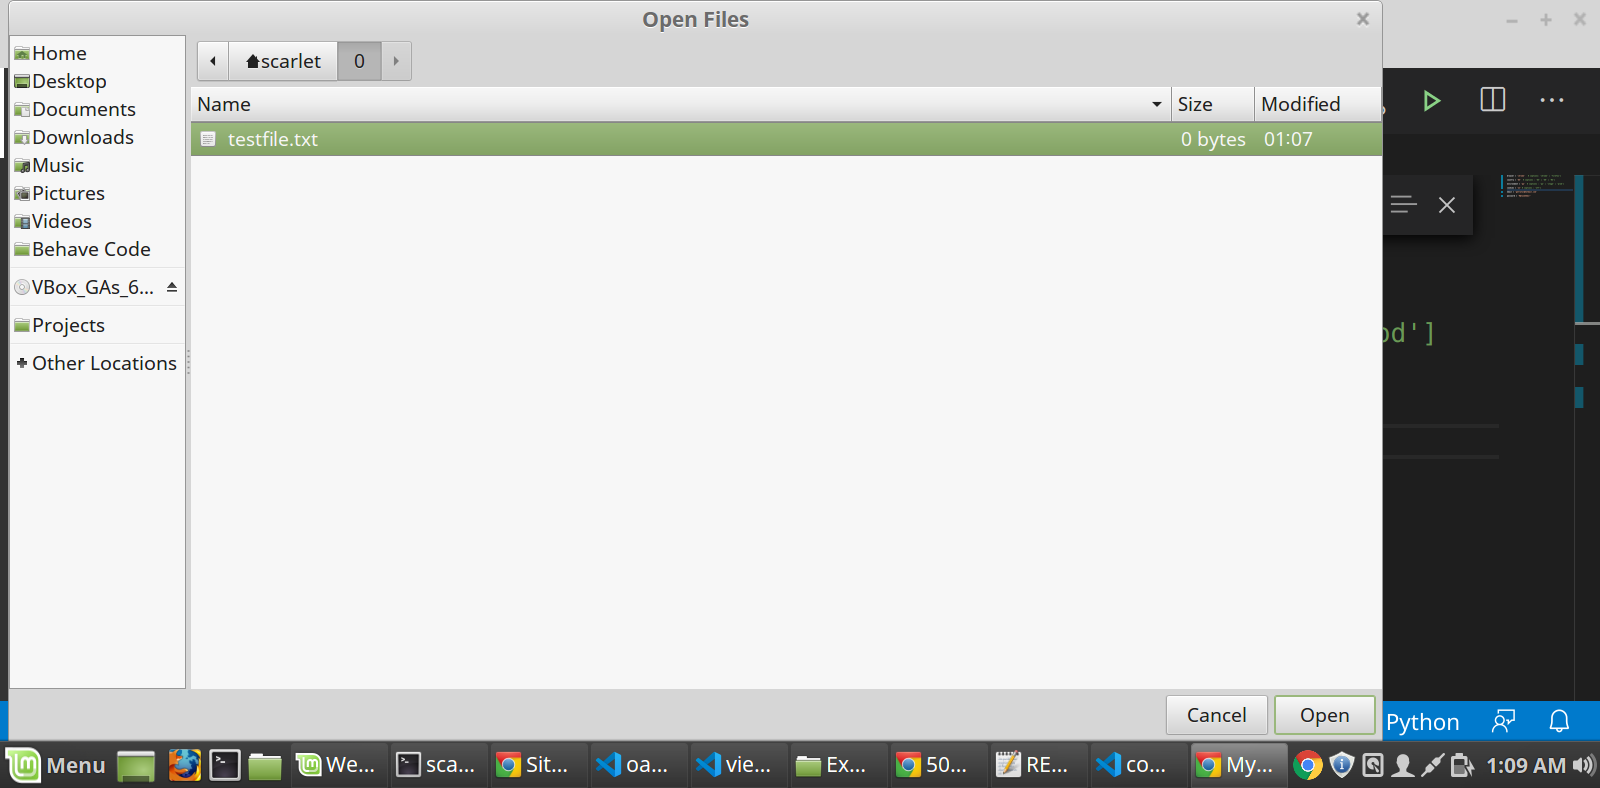 Open Files
Home
Desktop
Documents
Downloads
Music
Pictures
Videos
Behave Code
VBox_GAs_6...
Projects
Other Locations
scarlet 0
Name Size Modified
testfile.txt 0 bytes 01:07
od']
Cancel Open
Python
Menu We... sca... Sit... oa... vie... Ex... 50... RE... co... My... 1:09 AM